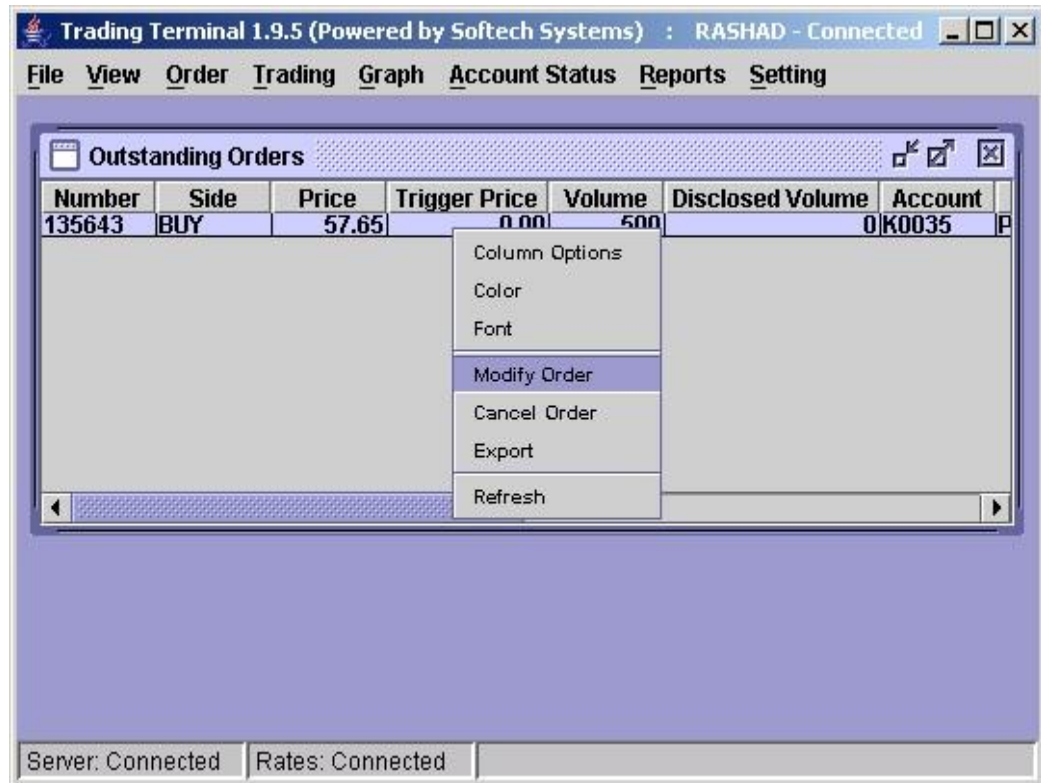 Trading Terminal 1.9.5 (Powered by Softech Systems) : RASHAD - Connected
File View Order Trading Graph Account Status Reports Setting
Outstanding Orders
Number Side Price Trigger Price Volume Disclosed Volume Account
135643 BUY 57.65 0.00 500 0 K0035 P
Column Options
Color
Font
Modify Order
Cancel Order
Export
Refresh
Server: Connected Rates: Connected